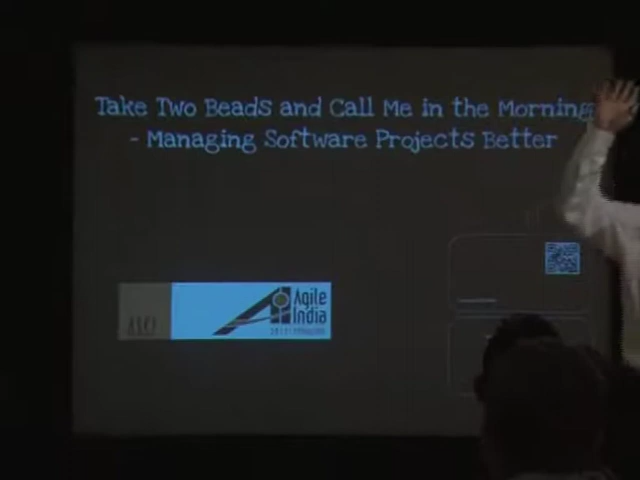 Take Two Beads and Call Me in the Morning
- Managing Software Projects Better
Agile
India